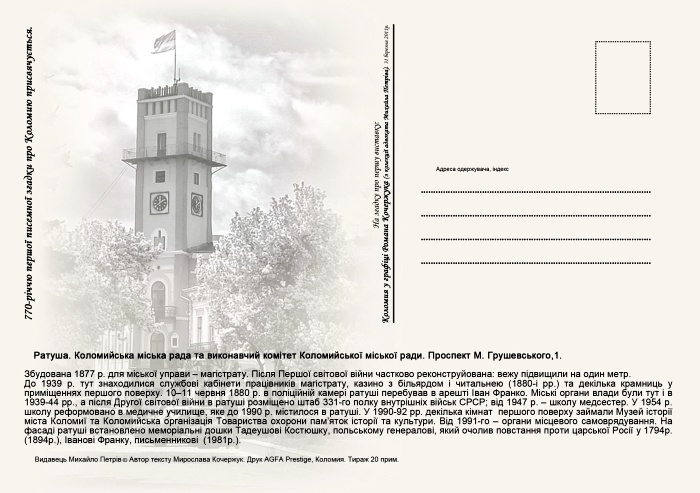 770-річчю першої писемної згадки про Коломию присвячується.
На згадку про першу виставку:
Коломия у графіці Романа Кочержука (з колекції адвоката Михайла Петріва). 31 березня 2011р.
Адреса одержувача, індекс
Ратуша. Коломийська міська рада та виконавчий комітет Коломийської міської ради. Проспект М. Грушевського,1.
Збудована 1877 р. для міської управи – магістрату. Після Першої світової війни частково реконструйована: вежу підвищили на один метр.
До 1939 р. тут знаходилися службові кабінети працівників магістрату, казино з більярдом і читальнею (1880-і рр.) та декілька крамниць у
приміщеннях першого поверху. 10–11 червня 1880 р. в поліційній камері ратуші перебував в арешті Іван Франко. Міські органи влади були тут і в
1939-44 рр., а після Другої світової війни в ратуші розміщено штаб 331-го полку внутрішніх військ СРСР; від 1947 р. – школу медсестер. У 1954 р.
школу реформовано в медичне училище, яке до 1990 р. містилося в ратуші. У 1990-92 рр. декілька кімнат першого поверху займали Музей історії
міста Коломиї та Коломийська організація Товариства охорони пам'яток історії та культури. Від 1991-го – органи місцевого самоврядування. На
фасаді ратуші встановлено меморіальні дошки Тадеушові Костюшку, польському генералові, який очолив повстання проти царської Росії у 1794р.
(1894р.), Іванові Франку, письменникові (1981р.).
Видавець Михайло Петрів © Автор тексту Мирослава Кочержук. Друк AGFA Prestige, Коломия. Тираж 20 прим.